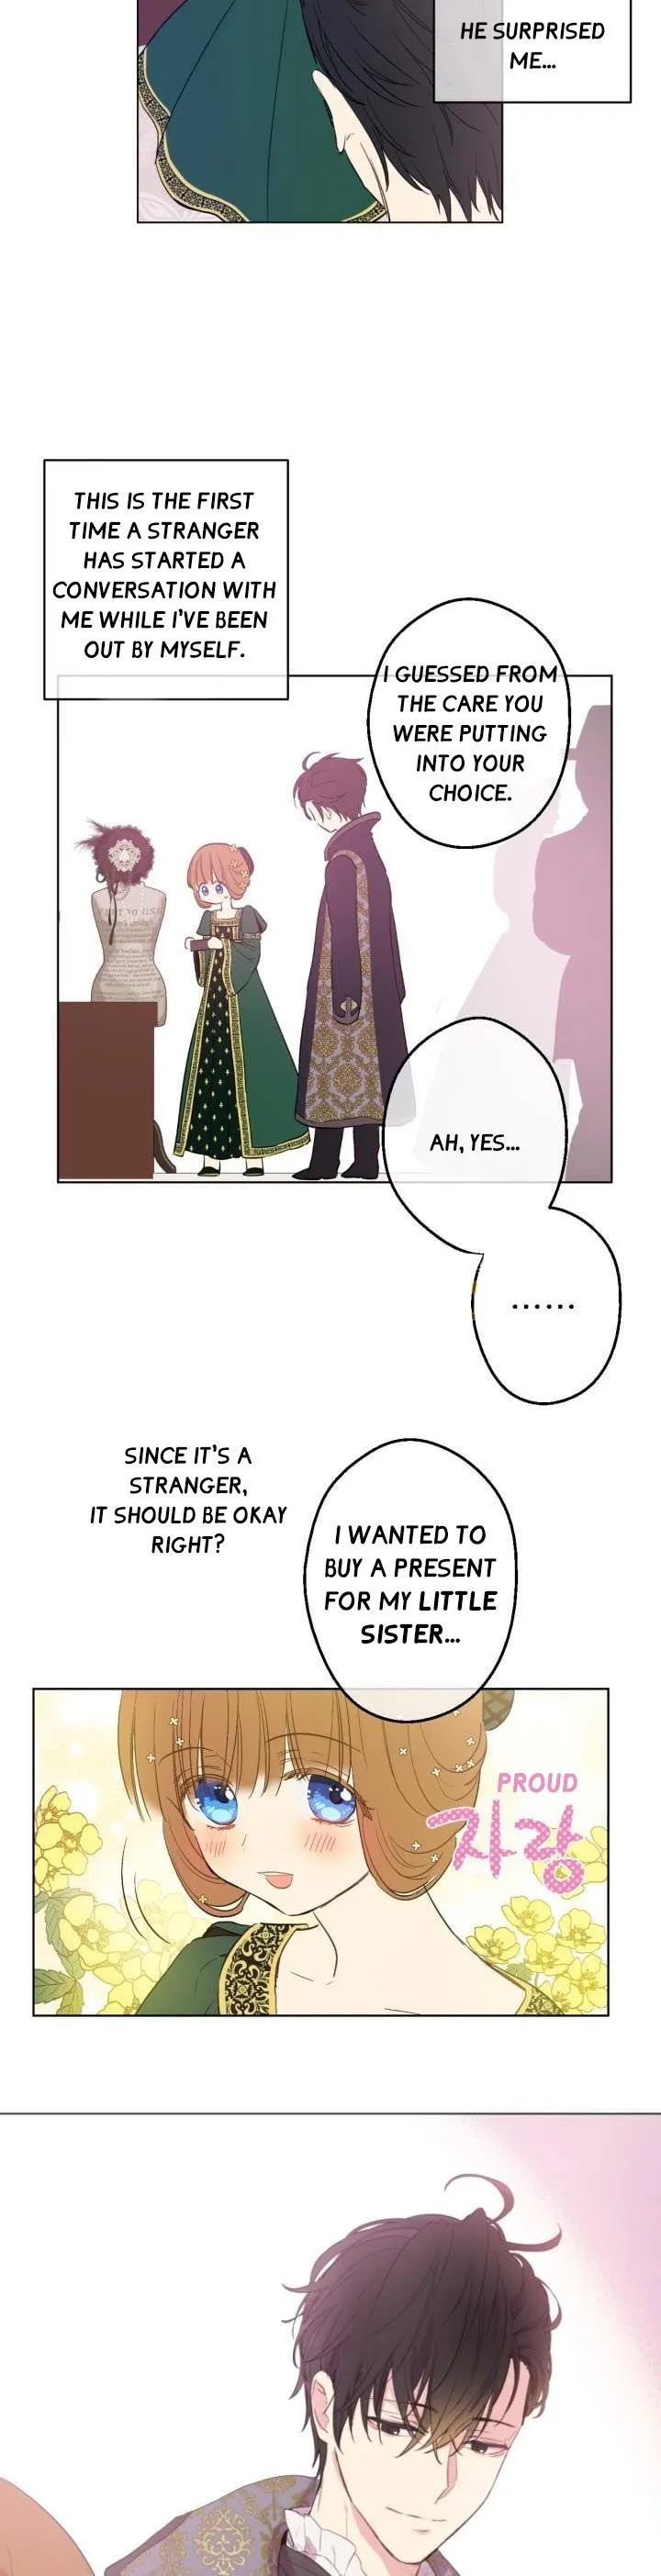 HE SURPRISED
ME...
THIS IS THE FIRST
TIME A STRANGER
HAS STARTED A
CONVERSATION WITH
ME WHILE I'VE BEEN
OUT BY MYSELF.
I GUESSED FROM
THE CARE YOU
WERE PUTTING
INTO YOUR
CHOICE.
AH, YES...
......
SINCE IT'S A
STRANGER,
IT SHOULD BE OKAY
RIGHT?
I WANTED TO
BUY A PRESENT
FOR MY LITTLE
SISTER...
PROUD
자랑